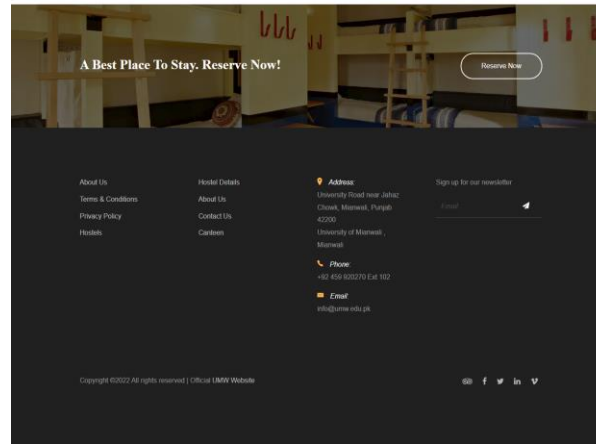 A Best Place To Stay. Reserve Now!
Reserve Now
About Us
Terms & Conditions
Privacy Policy
Hostels
Hostel Details
About Us
Contact Us
Canteen
Address:
University Road near Jahaz
Chowk, Mianwali, Punjab
42200
University of Mianwali ,
Mianwali
Phone:
+92 459 920270 Ext 102
Email:
info@umw.edu.pk
Sign up for our newsletter
Email
Copyright ©2022 All rights reserved | Official UMW Website